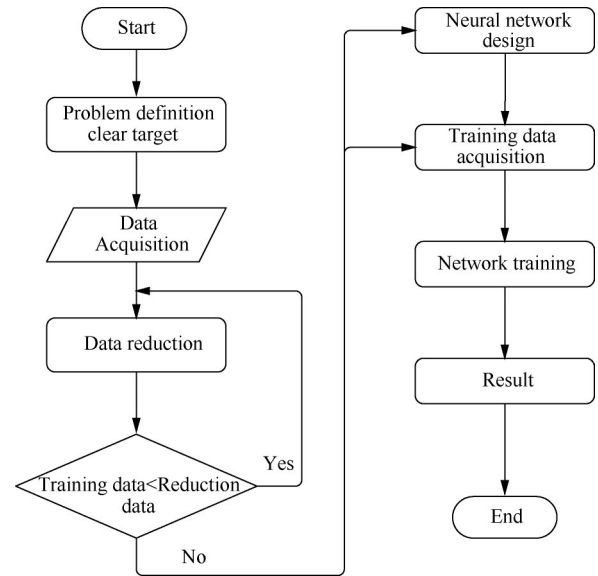 Start
Problem definition
clear target
Data
Acquisition
Data reduction
Training data<Reduction
data
Yes
No
Neural network
design
Training data
acquisition
Network training
Result
End